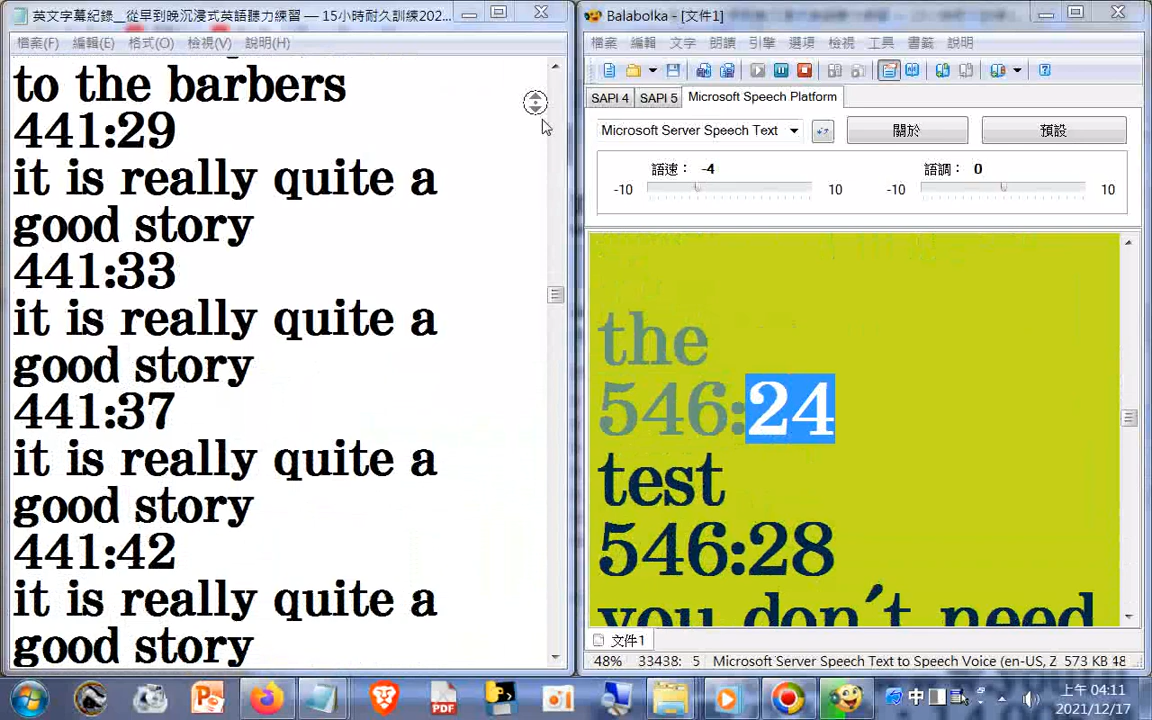 英文字幕紀錄__從早到晚沉浸式英語聽力練習 — 15小時耐久訓練202...
檔案(F) 編輯(E) 格式(O) 檢視(V) 說明(H)
to the barbers
441:29
it is really quite a
good story
441:33
it is really quite a
good story
441:37
it is really quite a
good story
441:42
it is really quite a
good story
Balabolka - [文件1]
檔案 編輯 文字 朗讀 引擎 選項 檢視 工具 書籤 說明
SAPI 4 SAPI 5 Microsoft Speech Platform
Microsoft Server Speech Text 關於 預設
語速： -4 語調： 0
-10 10 -10 10
the
546:24
test
546:28
you don't need
文件1
48% 33438: 5 Microsoft Server Speech Text to Speech Voice (en-US, Z 573 KB 48
PDF 中 上午 04:11
2021/12/17